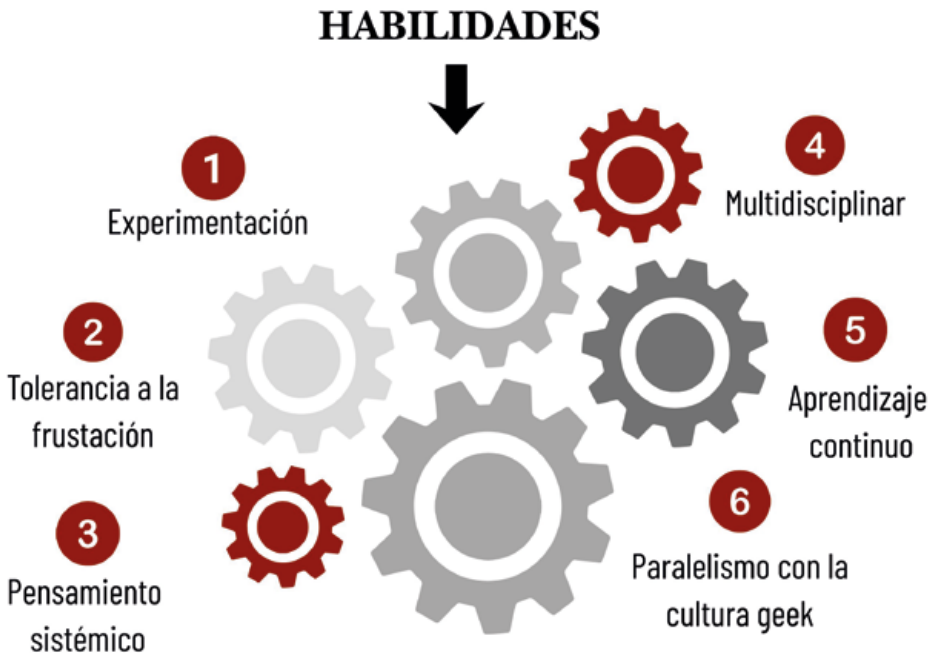 HABILIDADES
1
Experimentación
2
Tolerancia a la
frustación
3
Pensamiento
sistémico
4
Multidisciplinar
5
Aprendizaje
continuo
6
Paralelismo con la
cultura geek